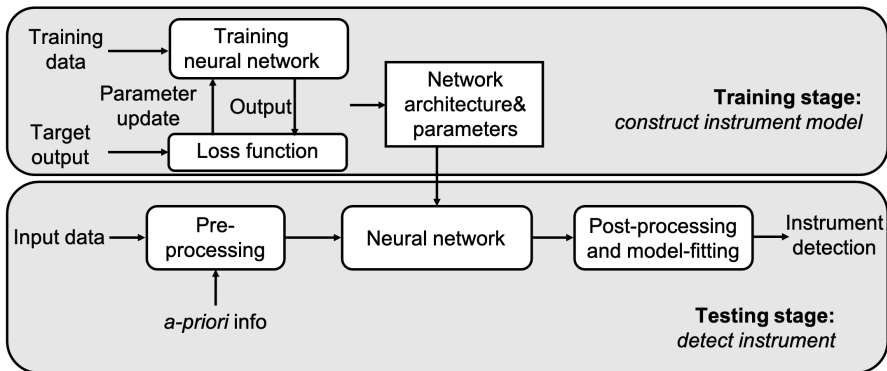 Training
data
Training
neural network
Parameter
update
Output
Target
output
Loss function
Network
architecture&
parameters
Training stage:
construct instrument model
Input data
Pre-
processing
a-priori info
Neural network
Post-processing
and model-fitting
Instrument
detection
Testing stage:
detect instrument